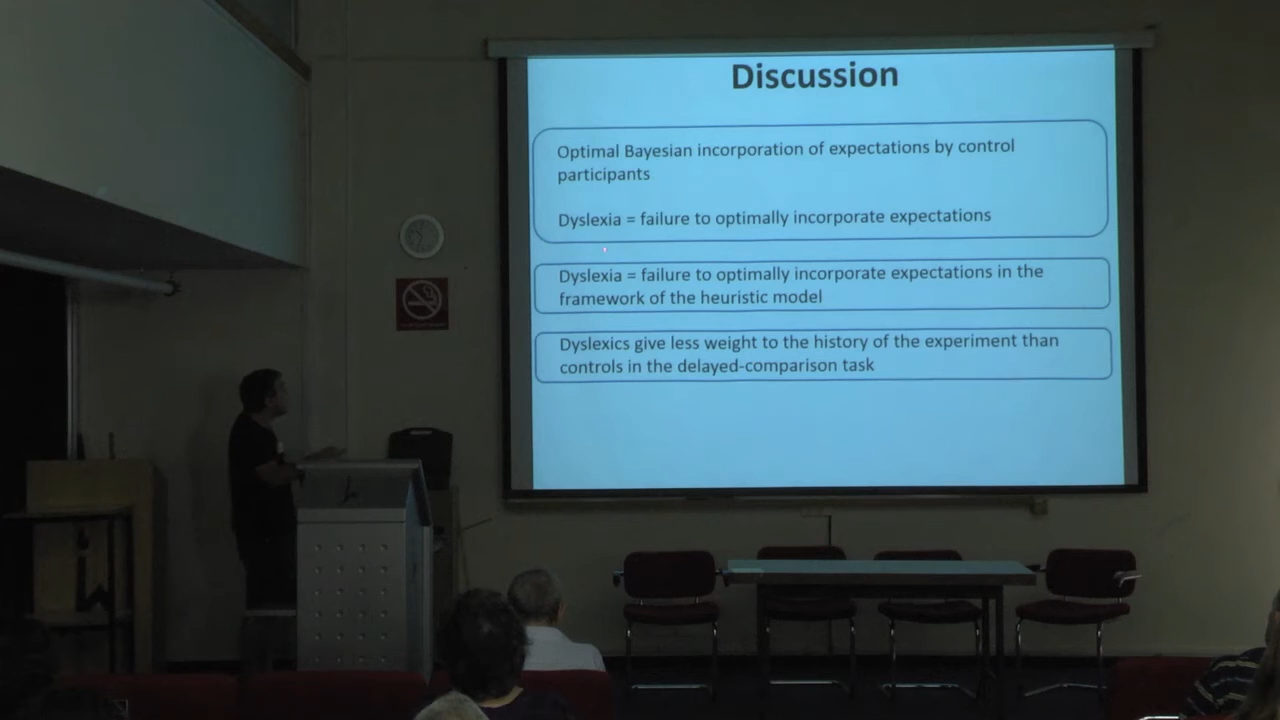 Discussion
Optimal Bayesian incorporation of expectations by control
participants
Dyslexia = failure to optimally incorporate expectations
Dyslexia = failure to optimally incorporate expectations in the
framework of the heuristic model
Dyslexics give less weight to the history of the experiment than
controls in the delayed-comparison task